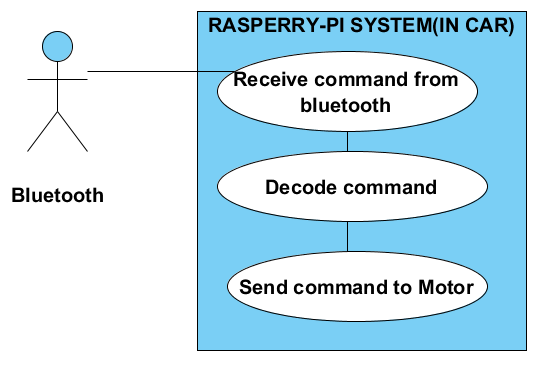 RASPERRY-PI SYSTEM(IN CAR)
Receive command from
bluetooth
Decode command
Bluetooth
Send command to Motor